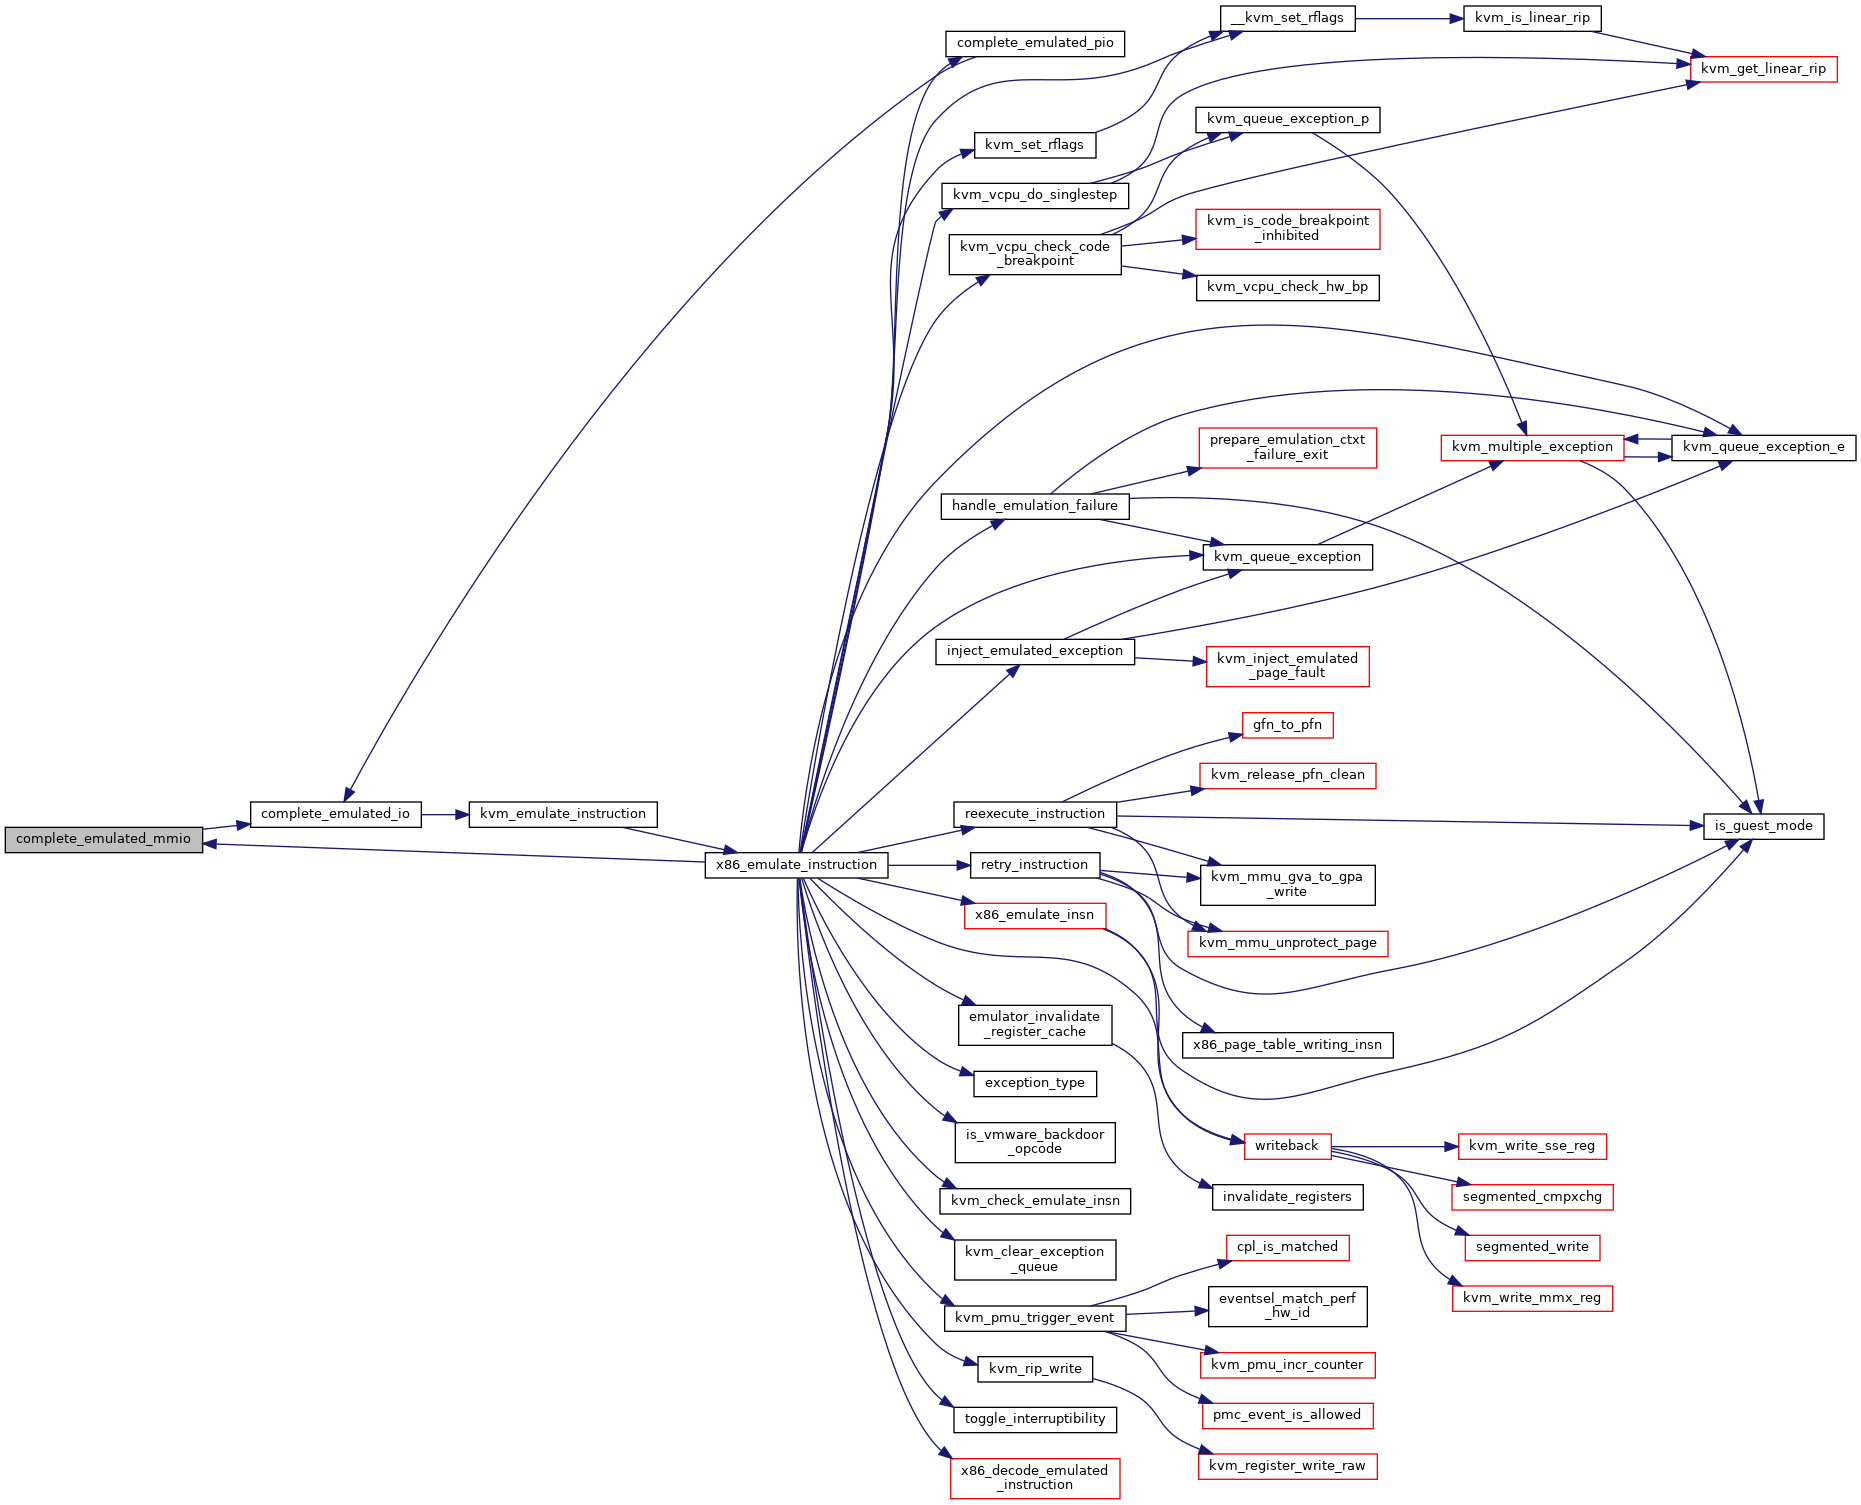 complete_emulated_mmio
complete_emulated_io
kvm_emulate_instruction
x86_emulate_instruction
complete_emulated_pio
kvm_set_rflags
kvm_vcpu_do_singlestep
kvm_vcpu_check_code
_breakpoint
handle_emulation_failure
inject_emulated_exception
reexecute_instruction
retry_instruction
x86_emulate_insn
emulator_invalidate
_register_cache
exception_type
is_vmware_backdoor
_opcode
kvm_check_emulate_insn
kvm_clear_exception
_queue
kvm_pmu_trigger_event
kvm_rip_write
toggle_interruptibility
x86_decode_emulated
_instruction
__kvm_set_rflags
kvm_queue_exception_p
kvm_is_code_breakpoint
_inhibited
kvm_vcpu_check_hw_bp
prepare_emulation_ctxt
_failure_exit
kvm_queue_exception
kvm_inject_emulated
_page_fault
gfn_to_pfn
kvm_release_pfn_clean
kvm_mmu_gva_to_gpa
_write
kvm_mmu_unprotect_page
x86_page_table_writing_insn
writeback
invalidate_registers
cpl_is_matched
eventsel_match_perf
_hw_id
kvm_pmu_incr_counter
pmc_event_is_allowed
kvm_register_write_raw
kvm_is_linear_rip
kvm_multiple_exception
kvm_write_sse_reg
segmented_cmpxchg
segmented_write
kvm_write_mmx_reg
kvm_get_linear_rip
kvm_queue_exception_e
is_guest_mode